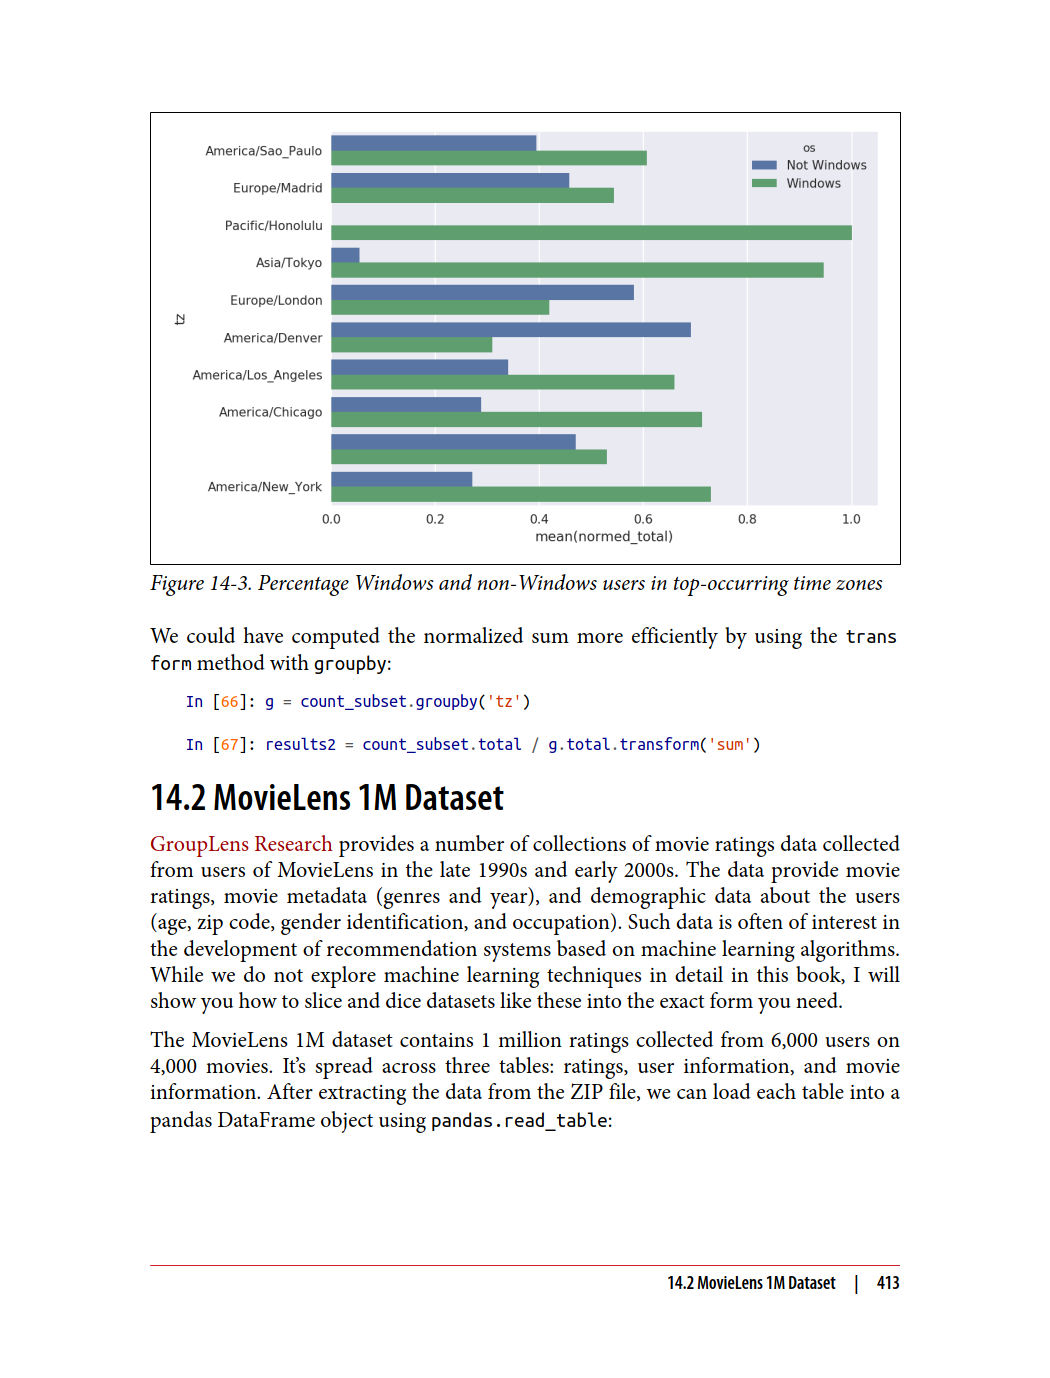 America/Sao_Paulo
Europe/Madrid
Pacific/Honolulu
Asia/Tokyo
Europe/London
America/Denver
America/Los_Angeles
America/Chicago
America/New_York
tz
os
Not Windows
Windows
0.0 0.2 0.4 0.6 0.8 1.0
mean(normed_total)
Figure 14-3. Percentage Windows and non-Windows users in top-occurring time zones
We could have computed the normalized sum more efficiently by using the trans
form method with groupby:
In [66]: g = count_subset.groupby('tz')
In [67]: results2 = count_subset.total / g.total.transform('sum')
14.2 MovieLens 1M Dataset
GroupLens Research provides a number of collections of movie ratings data collected
from users of MovieLens in the late 1990s and early 2000s. The data provide movie
ratings, movie metadata (genres and year), and demographic data about the users
(age, zip code, gender identification, and occupation). Such data is often of interest in
the development of recommendation systems based on machine learning algorithms.
While we do not explore machine learning techniques in detail in this book, I will
show you how to slice and dice datasets like these into the exact form you need.
The MovieLens 1M dataset contains 1 million ratings collected from 6,000 users on
4,000 movies. It’s spread across three tables: ratings, user information, and movie
information. After extracting the data from the ZIP file, we can load each table into a
pandas DataFrame object using pandas.read_table:
14.2 MovieLens 1M Dataset | 413